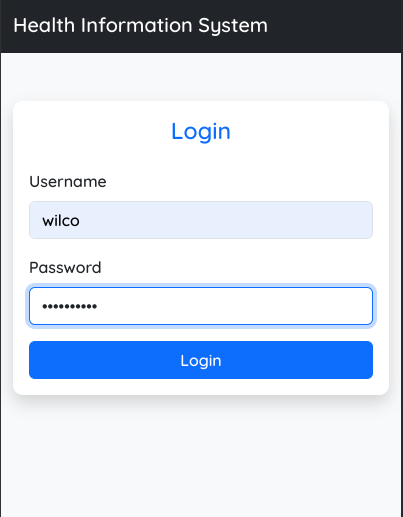 Health Information System
Login
Username
wilco
Password
••••••••••
Login